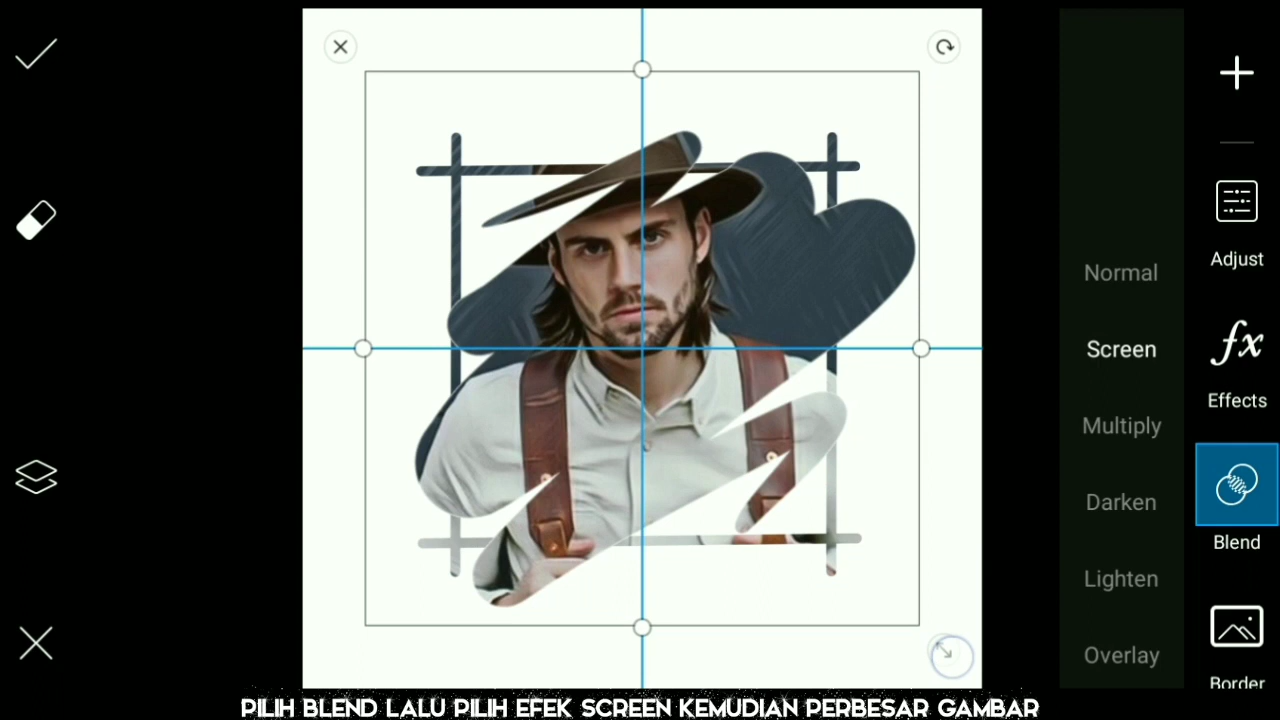 Adjust
fx
Effects
Blend
Border
Normal
Screen
Multiply
Darken
Lighten
Overlay
PILIH BLEND LALU PILIH EFEK SCREEN KEMUDIAN PERBESAR GAMBAR